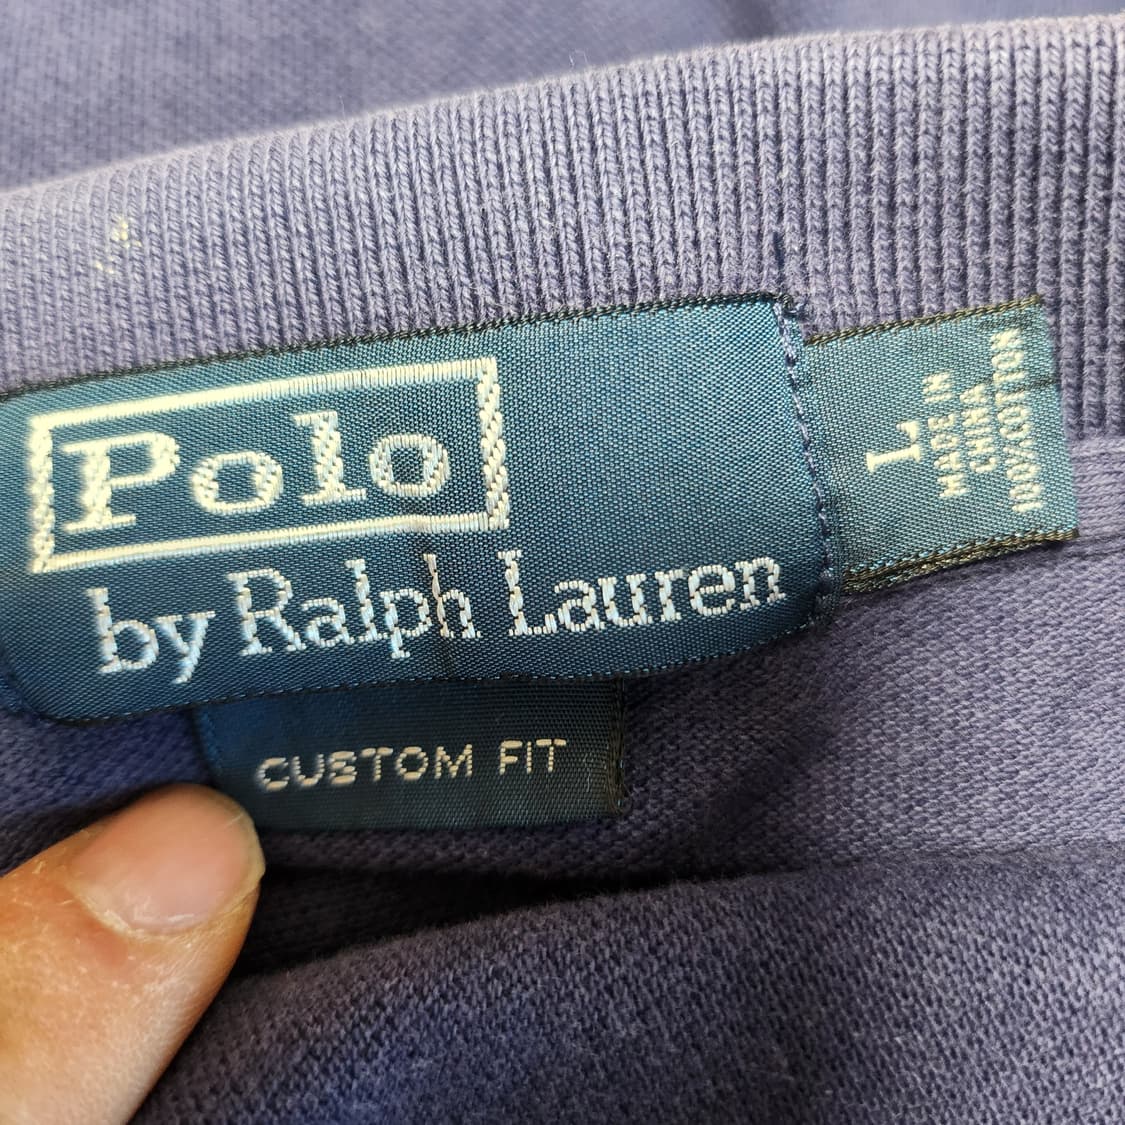 Polo
by Ralph Lauren
CUSTOM FIT
L
MADE IN
CHINA
100% COTTON